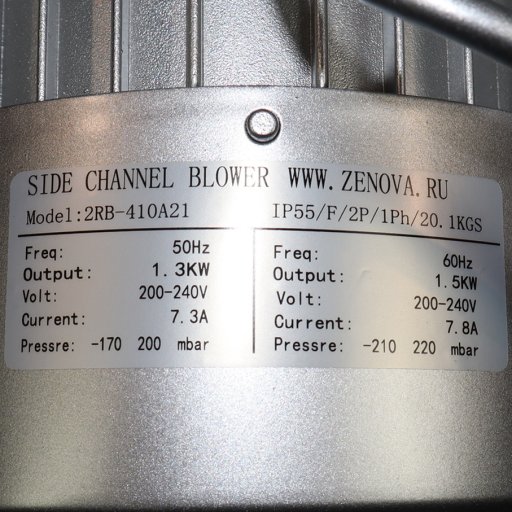 SIDE CHANNEL BLOWER WWW.ZENOVA.RU
Model:2RB-410A21 IP55/F/2P/1Ph/20.1KGS
Freq: 50Hz
Output: 1.3KW
Volt: 200-240V
Current: 7.3A
Pressre: -170 200 mbar
Freq: 60Hz
Output: 1.5KW
Volt: 200-240V
Current: 7.8A
Pressre: -210 220 mbar